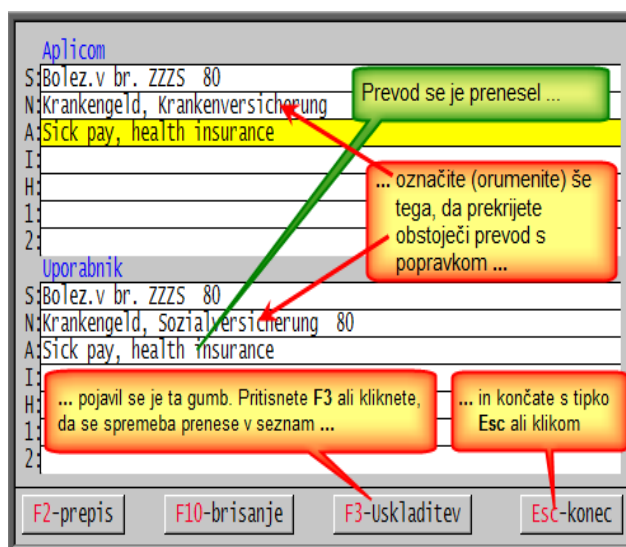 Aplicom
S:Bolez.v br. ZZZS  80
N:Krankengeld, Krankenversicherung
A:Sick pay, health insurance
I:
H:
1:
2:
Prevod se je prenesel ...
... označite (orumenite) še
tega, da prekrijete
obstoječi prevod s
popravkom ...
Uporabnik
S:Bolez.v br. ZZZS  80
N:Krankengeld, Sozialversicherung  80
A:Sick pay, health insurance
I:
H:
1:
2:
... pojavil se je ta gumb. Pritisnete F3 ali kliknete,
da se spremeba prenese v seznam ...
... in končate s tipko
Esc ali klikom
F2-prepis F10-brisanje F3-Uskladitev Esc-konec